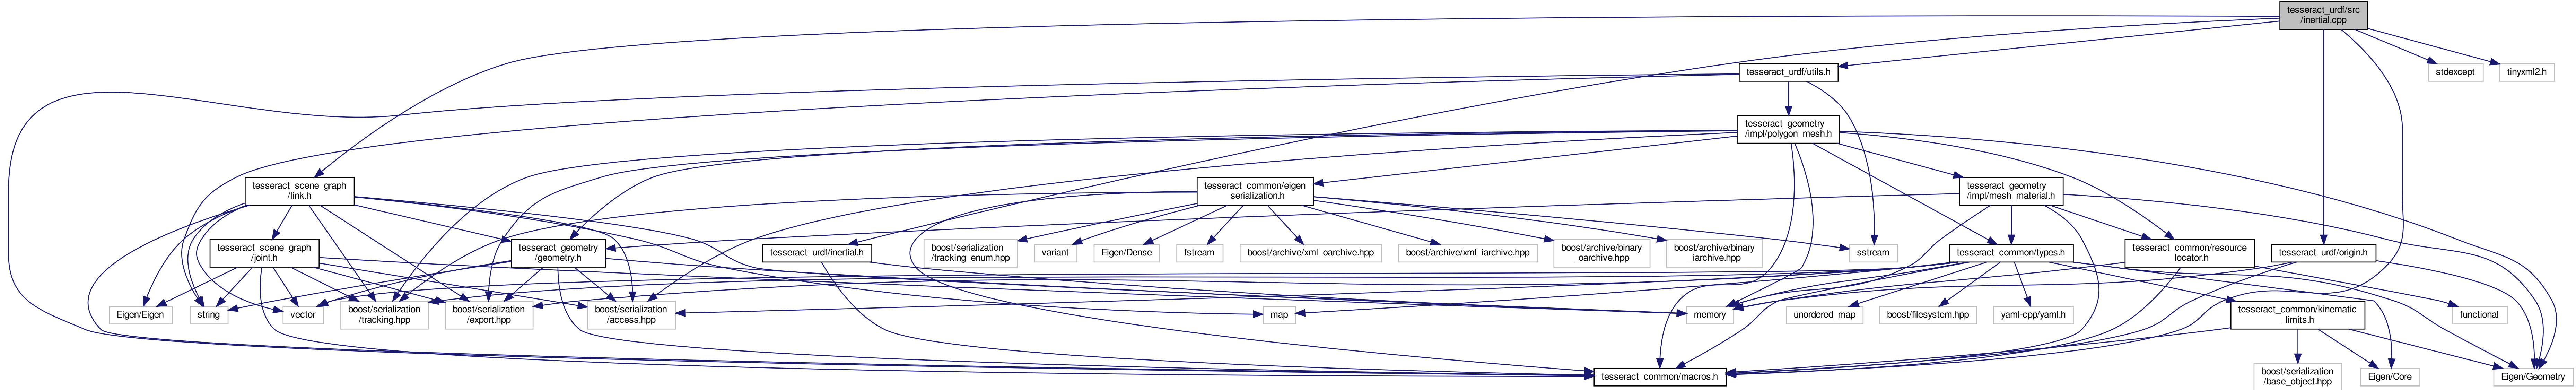 tesseract_urdf/src
/inertial.cpp
tesseract_urdf/utils.h
stdexcept
tinyxml2.h
tesseract_geometry
/impl/polygon_mesh.h
tesseract_scene_graph
/link.h
tesseract_common/eigen
_serialization.h
tesseract_geometry
/impl/mesh_material.h
tesseract_scene_graph
/joint.h
tesseract_geometry
/geometry.h
tesseract_urdf/inertial.h
boost/serialization
/tracking_enum.hpp
variant
Eigen/Dense
fstream
boost/archive/xml_oarchive.hpp
boost/archive/xml_iarchive.hpp
boost/archive/binary
_oarchive.hpp
boost/archive/binary
_iarchive.hpp
sstream
tesseract_common/types.h
tesseract_common/resource
_locator.h
tesseract_urdf/origin.h
Eigen/Eigen
string
vector
boost/serialization
/tracking.hpp
boost/serialization
/export.hpp
boost/serialization
/access.hpp
map
memory
unordered_map
boost/filesystem.hpp
yaml-cpp/yaml.h
tesseract_common/kinematic
_limits.h
functional
tesseract_common/macros.h
boost/serialization
/base_object.hpp
Eigen/Core
Eigen/Geometry